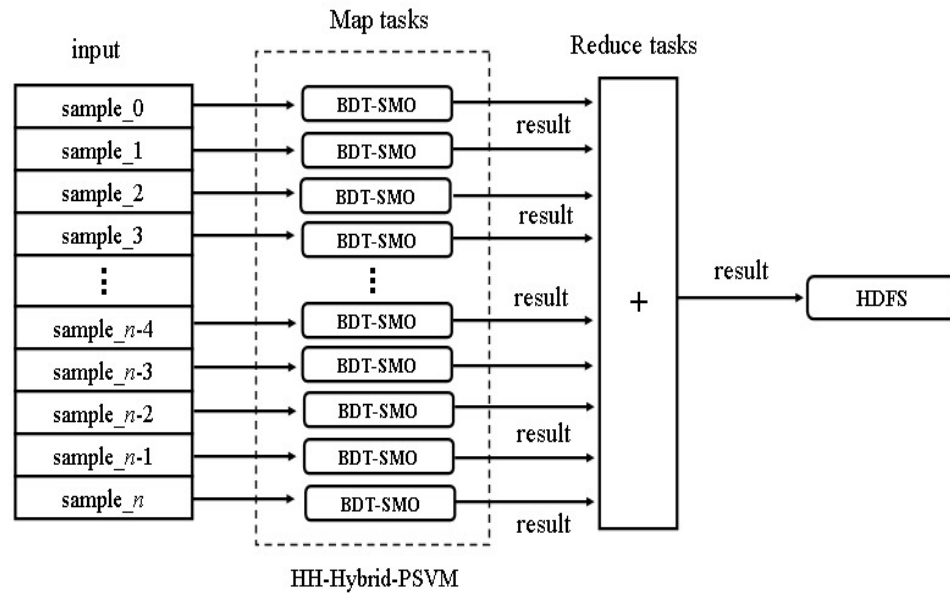 Map tasks
input
Reduce tasks
sample_0
BDT-SMO
result
sample_1
BDT-SMO
sample_2
BDT-SMO
result
sample_3
BDT-SMO
⋮
⋮
result
HDFS
+
result
sample_n-4
BDT-SMO
sample_n-3
BDT-SMO
sample_n-2
BDT-SMO
result
sample_n-1
BDT-SMO
sample_n
BDT-SMO
result
HH-Hybrid-PSVM